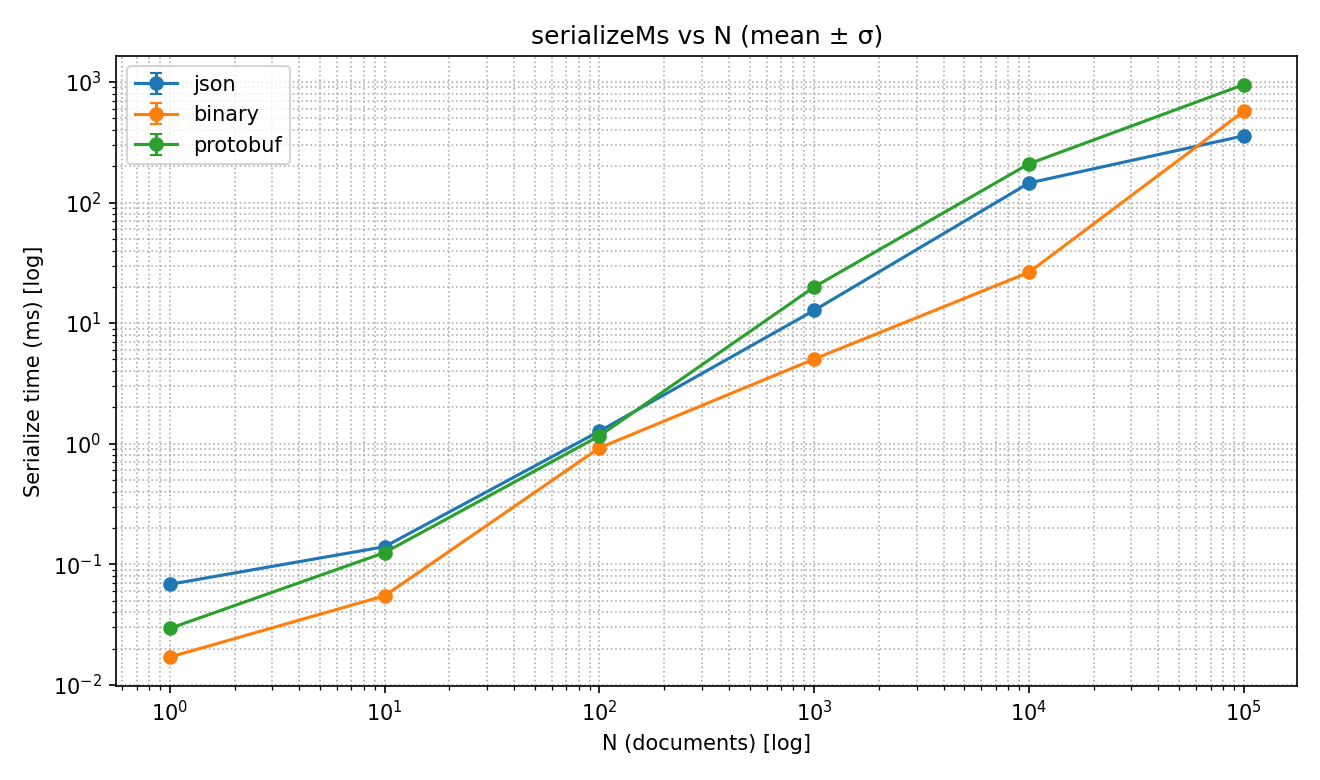 serializeMs vs N (mean ± σ)
json
binary
protobuf
Serialize time (ms) [log]
10³
10²
10¹
10⁰
10⁻¹
10⁻²
10⁰ 10¹ 10² 10³ 10⁴ 10⁵
N (documents) [log]